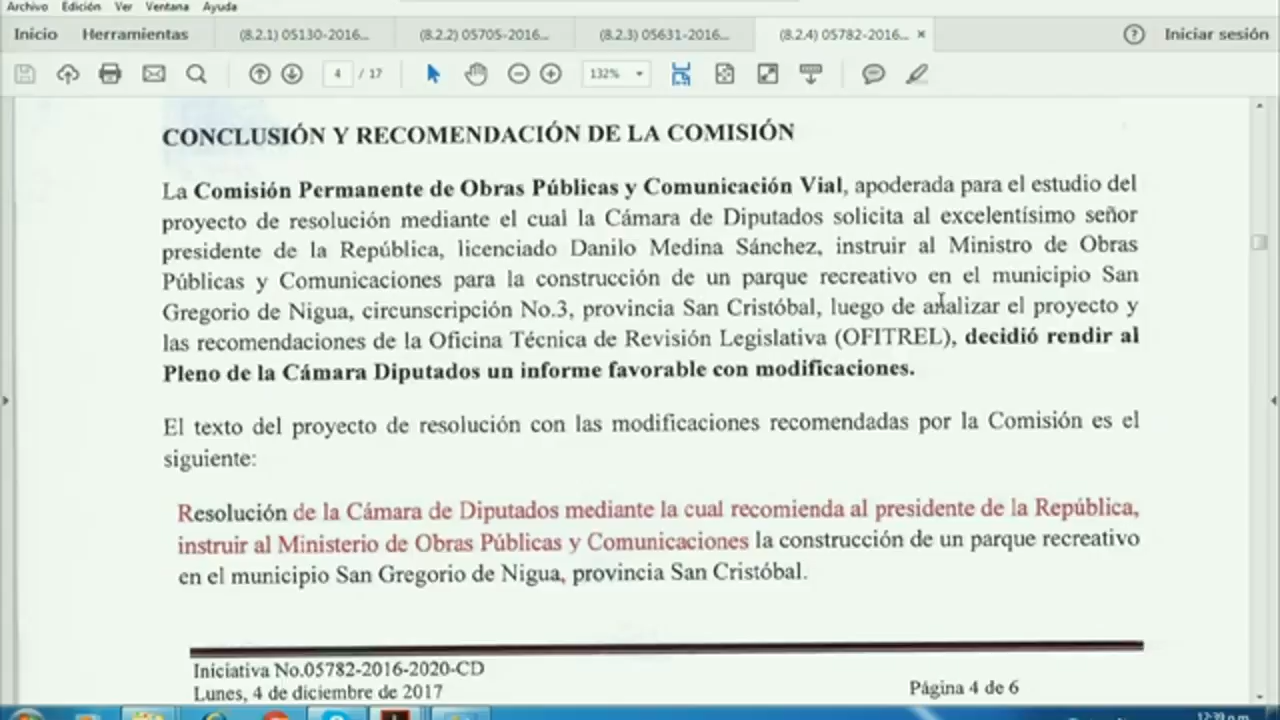 Archivo Edición Ver Ventana Ayuda
Inicio Herramientas (8.2.1) 05130-2016... (8.2.2) 05705-2016... (8.2.3) 05631-2016... (8.2.4) 05782-2016... × Iniciar sesión
4 / 17 132%
CONCLUSIÓN Y RECOMENDACIÓN DE LA COMISIÓN
La Comisión Permanente de Obras Públicas y Comunicación Vial, apoderada para el estudio del
proyecto de resolución mediante el cual la Cámara de Diputados solicita al excelentísimo señor
presidente de la República, licenciado Danilo Medina Sánchez, instruir al Ministro de Obras
Públicas y Comunicaciones para la construcción de un parque recreativo en el municipio San
Gregorio de Nigua, circunscripción No.3, provincia San Cristóbal, luego de analizar el proyecto y
las recomendaciones de la Oficina Técnica de Revisión Legislativa (OFITREL), decidió rendir al
Pleno de la Cámara Diputados un informe favorable con modificaciones.
El texto del proyecto de resolución con las modificaciones recomendadas por la Comisión es el
siguiente:
Resolución de la Cámara de Diputados mediante la cual recomienda al presidente de la República,
instruir al Ministerio de Obras Públicas y Comunicaciones la construcción de un parque recreativo
en el municipio San Gregorio de Nigua, provincia San Cristóbal.
Iniciativa No.05782-2016-2020-CD
Lunes, 4 de diciembre de 2017
Página 4 de 6
12:39 p.m.